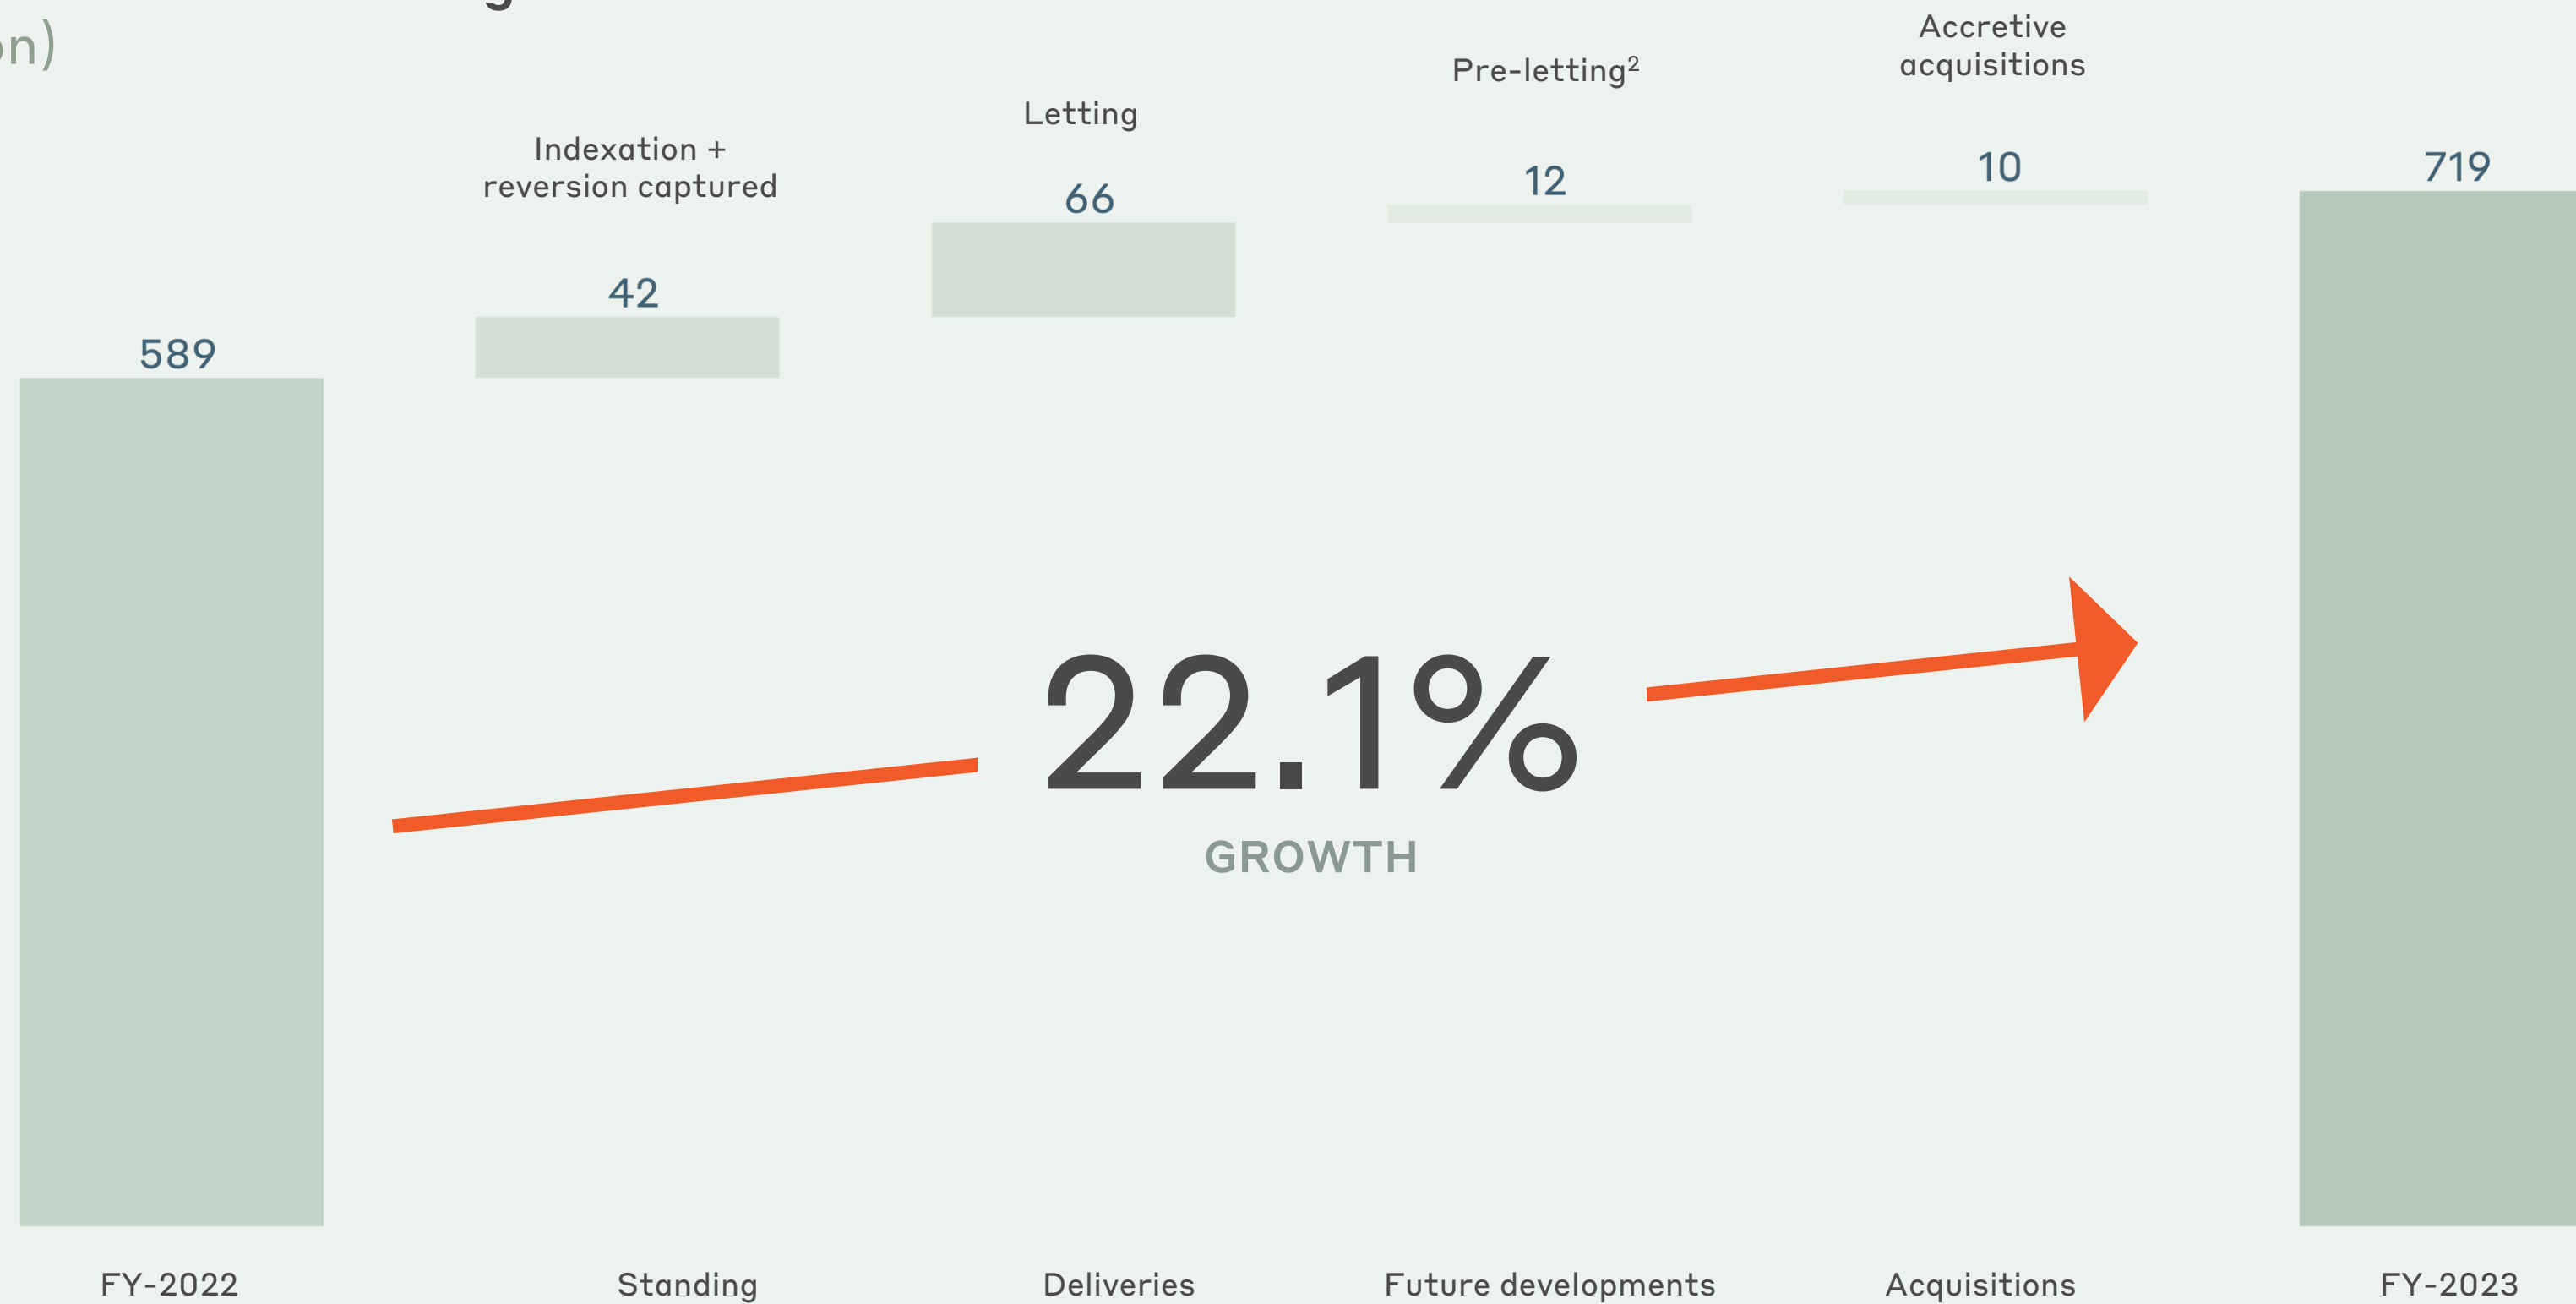 on)
Accretive
acquisitions
Pre-letting²
Letting
Indexation +
reversion captured
10
719
12
66
42
589
22.1%
GROWTH
FY-2022
Standing
Deliveries
Future developments
Acquisitions
FY-2023